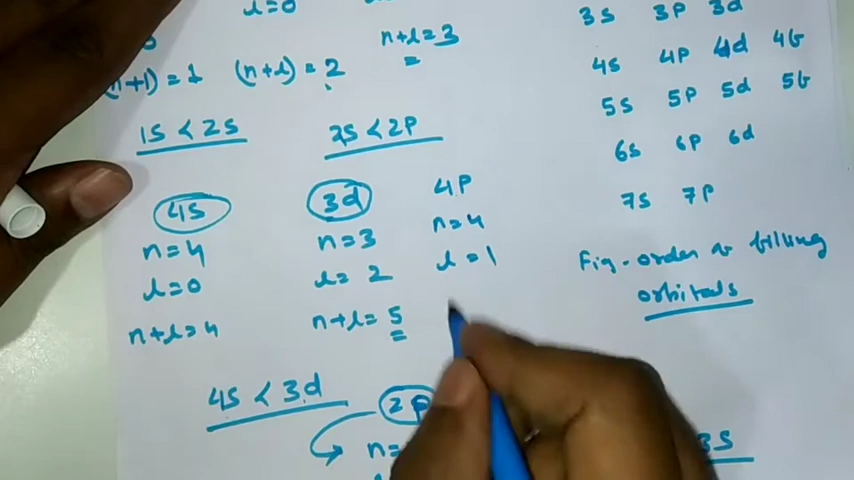 l=0
n+l=3
(n+l)=1 (n+l)=2
1S<2S 2S<2P
4S 3d 4P
n=4 n=3 n=4
l=0 l=2 l=1
n+l=4 n+l=5
4S<3d
2P
n=
3S 3P 3d
4S 4P 4d 4f
5S 5P 5d 5f
6S 6P 6d
7S 7P
Fig-order of filling
orbitals
3S